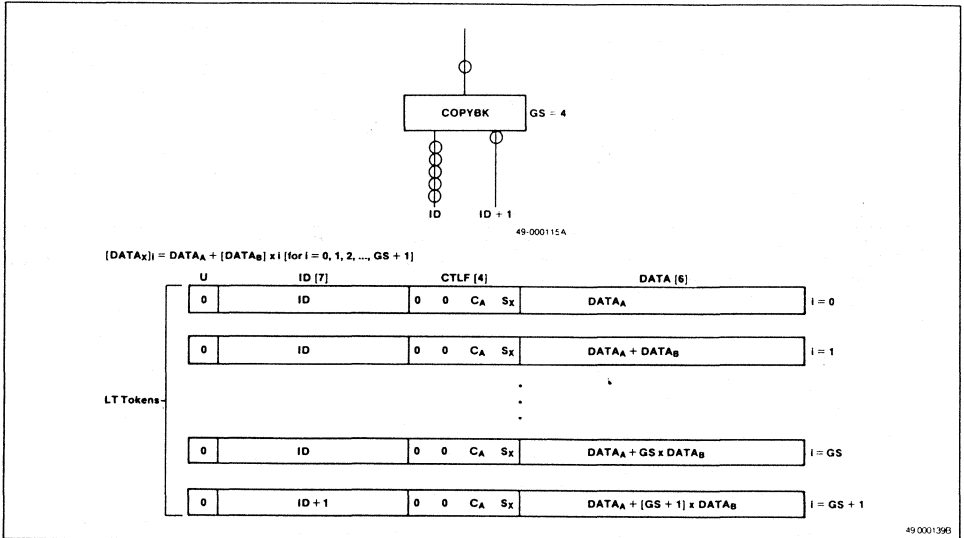 COPYBK GS = 4
ID ID + 1
49-000115A
[DATAX]i = DATAA + [DATAB] x i [for i = 0, 1, 2, ..., GS + 1]
U ID [7] CTLF [4] DATA [6]
0 ID 0 0 CA SX DATAA i = 0
0 ID 0 0 CA SX DATAA + DATAB i = 1
LT Tokens
0 ID 0 0 CA SX DATAA + GS x DATAB i = GS
0 ID + 1 0 0 CA SX DATAA + [GS + 1] x DATAB i = GS + 1
49 000139B